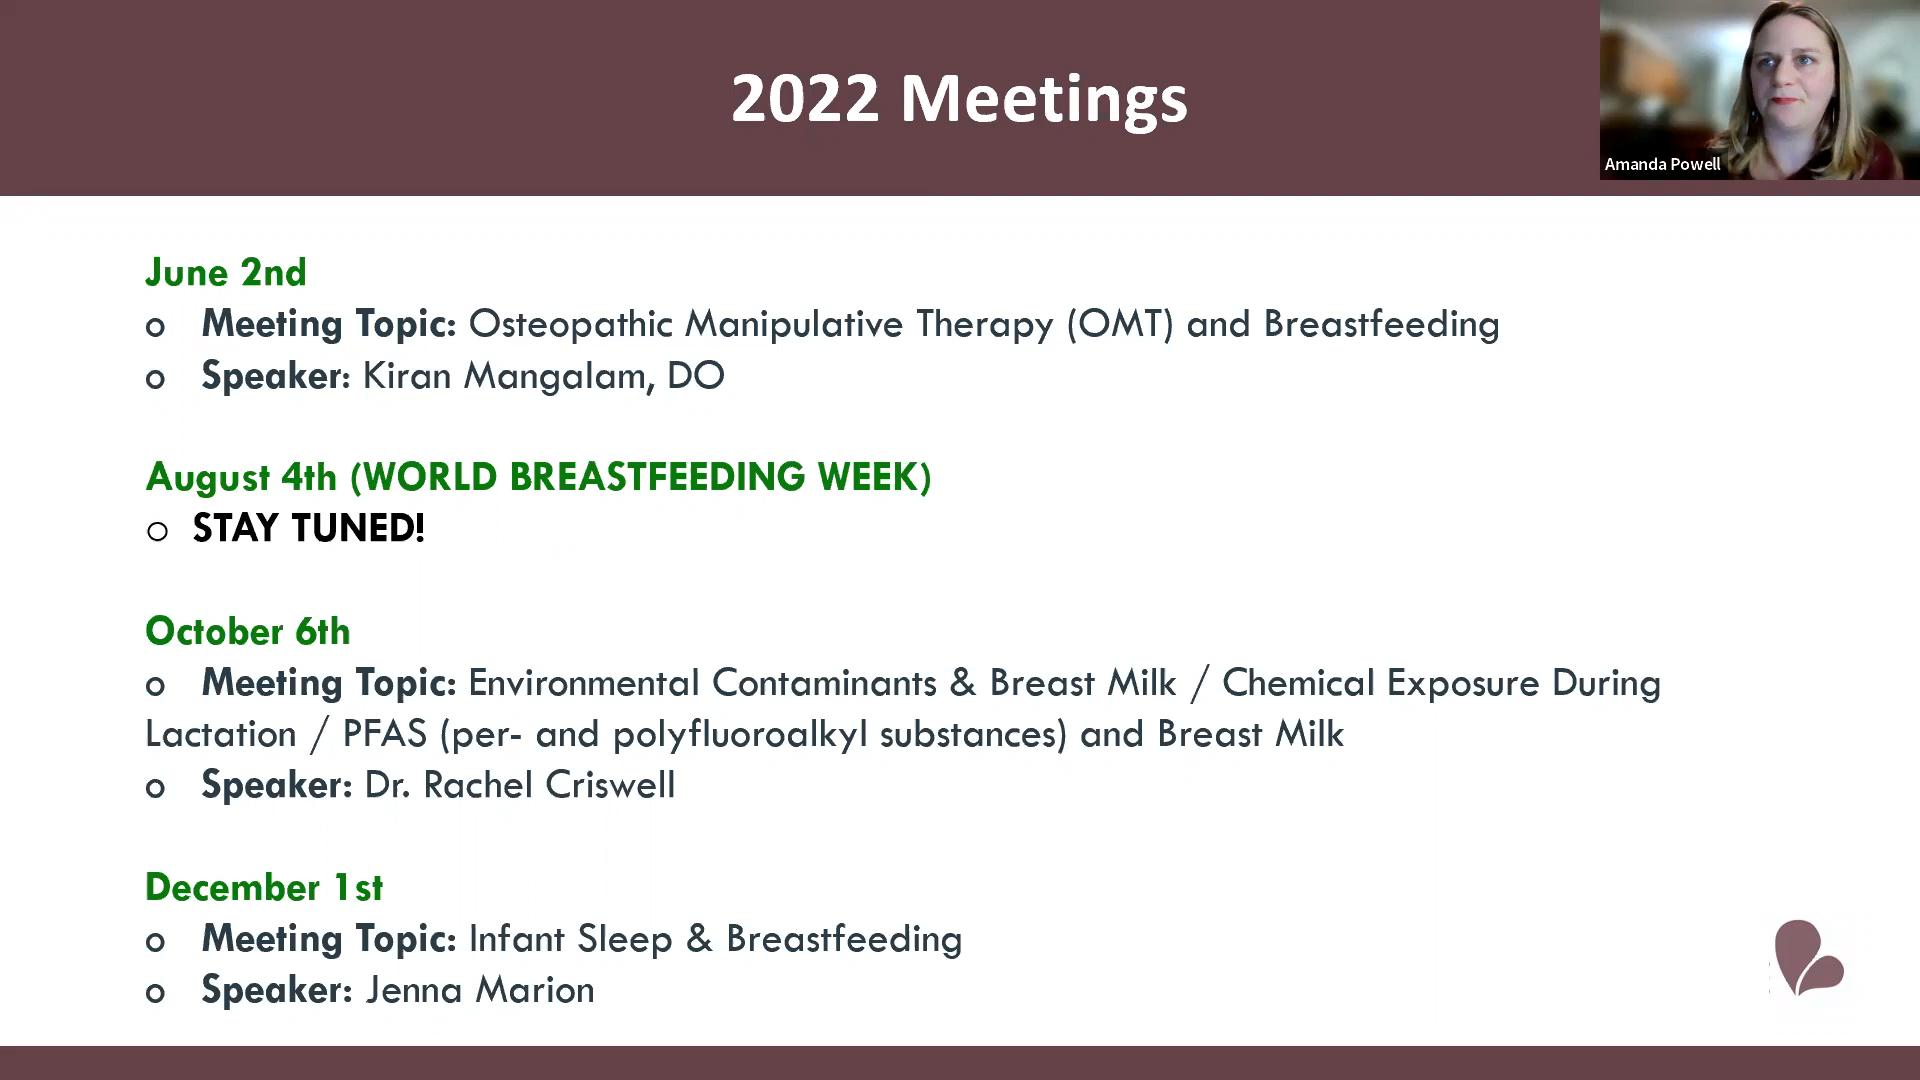 2022 Meetings
Amanda Powell
June 2nd
o Meeting Topic: Osteopathic Manipulative Therapy (OMT) and Breastfeeding
o Speaker: Kiran Mangalam, DO
August 4th (WORLD BREASTFEEDING WEEK)
o STAY TUNED!
October 6th
o Meeting Topic: Environmental Contaminants & Breast Milk / Chemical Exposure During
Lactation / PFAS (per- and polyfluoroalkyl substances) and Breast Milk
o Speaker: Dr. Rachel Criswell
December 1st
o Meeting Topic: Infant Sleep & Breastfeeding
o Speaker: Jenna Marion